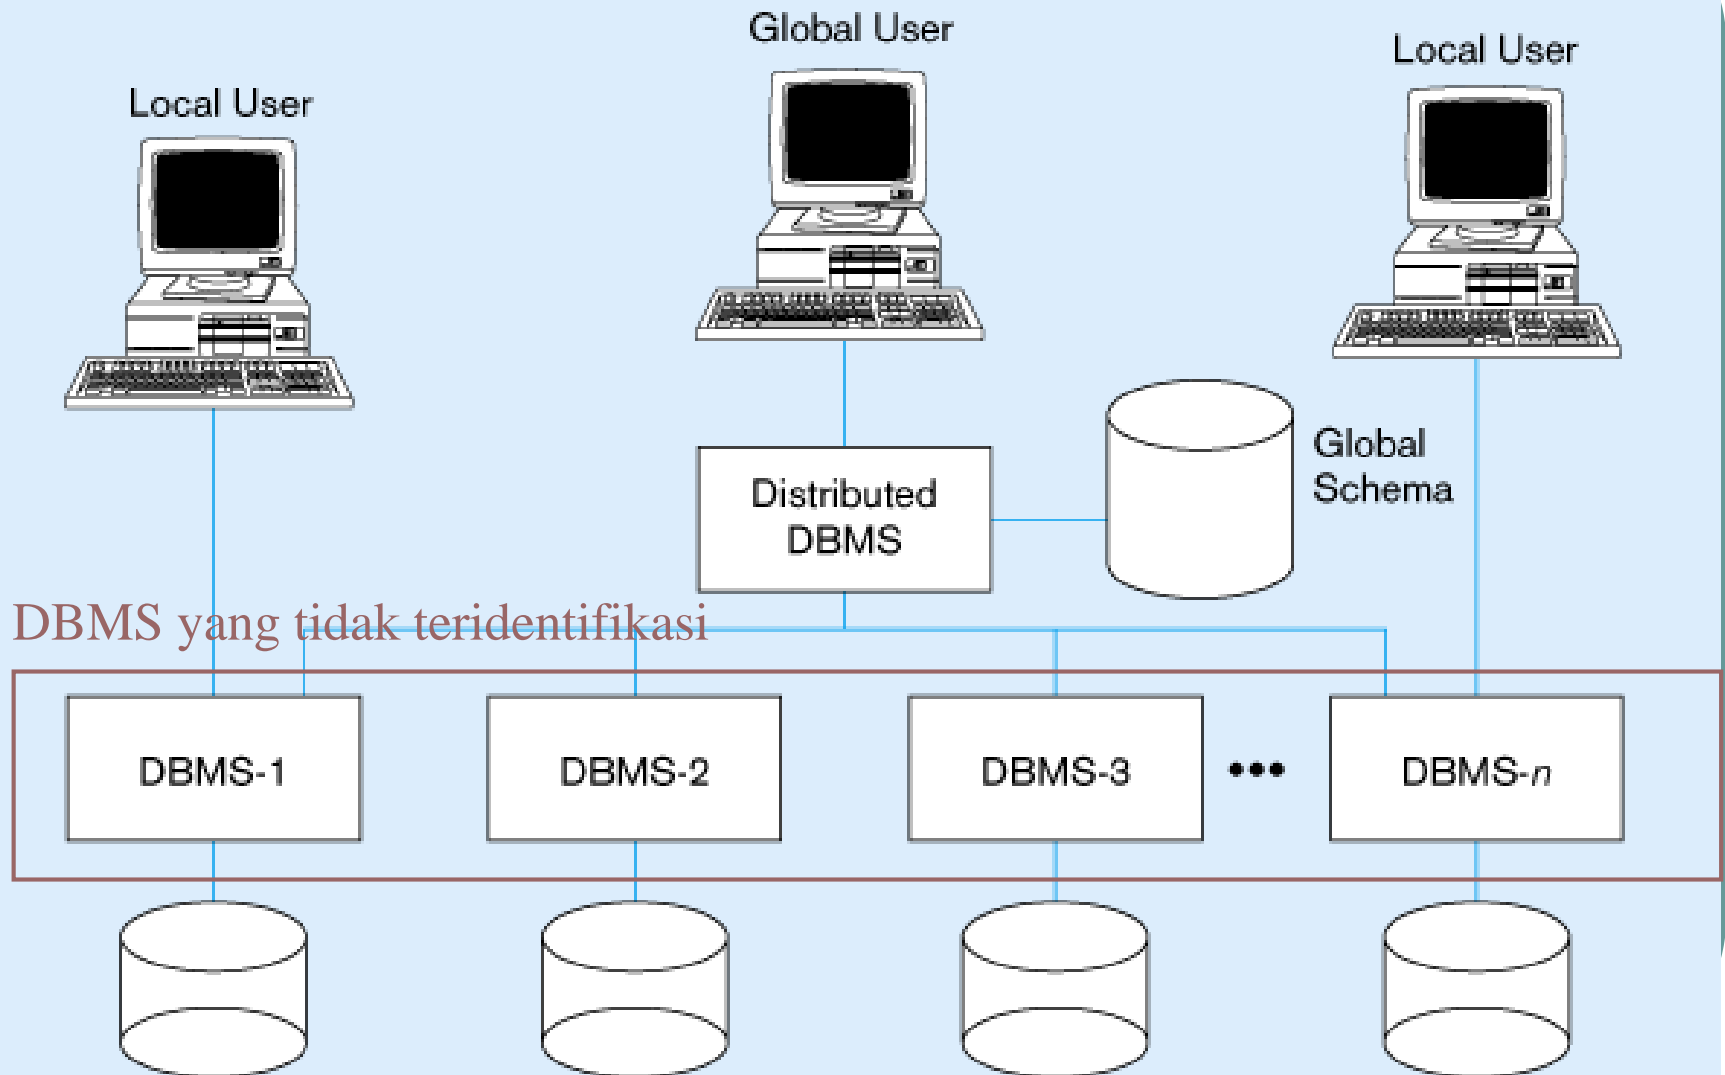 Global User
Local User
Local User
Global
Schema
Distributed
DBMS
DBMS yang tidak teridentifikasi
DBMS-1
DBMS-2
DBMS-3
•••
DBMS-n